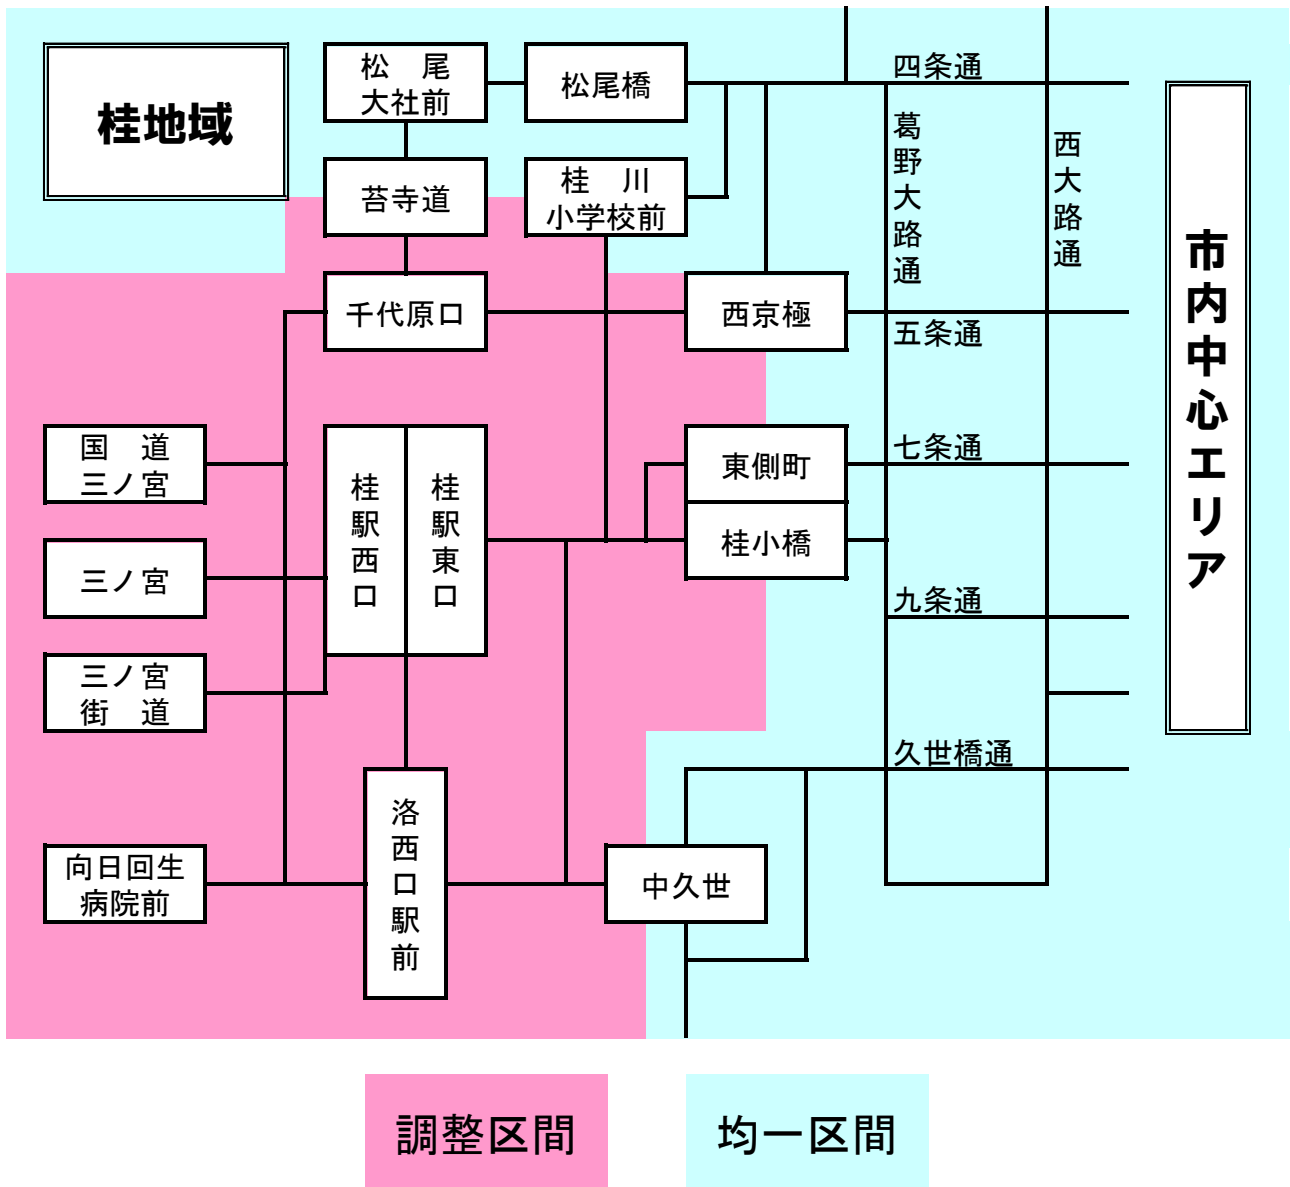 桂地域
松　尾
大社前
松尾橋
四条通
苔寺道
桂　川
小学校前
葛野大路通
西大路通
市内中心エリア
千代原口
西京極
五条通
国　道
三ノ宮
桂駅西口
桂駅東口
東側町
七条通
三ノ宮
桂小橋
九条通
三ノ宮
街　道
久世橋通
向日回生
病院前
洛西口駅前
中久世
調整区間
均一区間